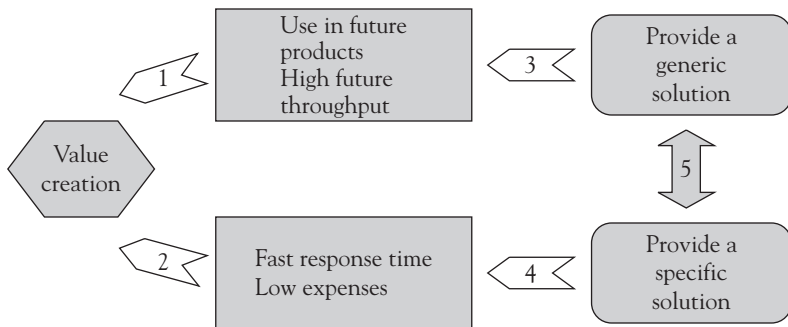 Use in future
products
High future
throughput
1
3
Provide a
generic
solution
Value
creation
5
2
Fast response time
Low expenses
4
Provide a
specific
solution